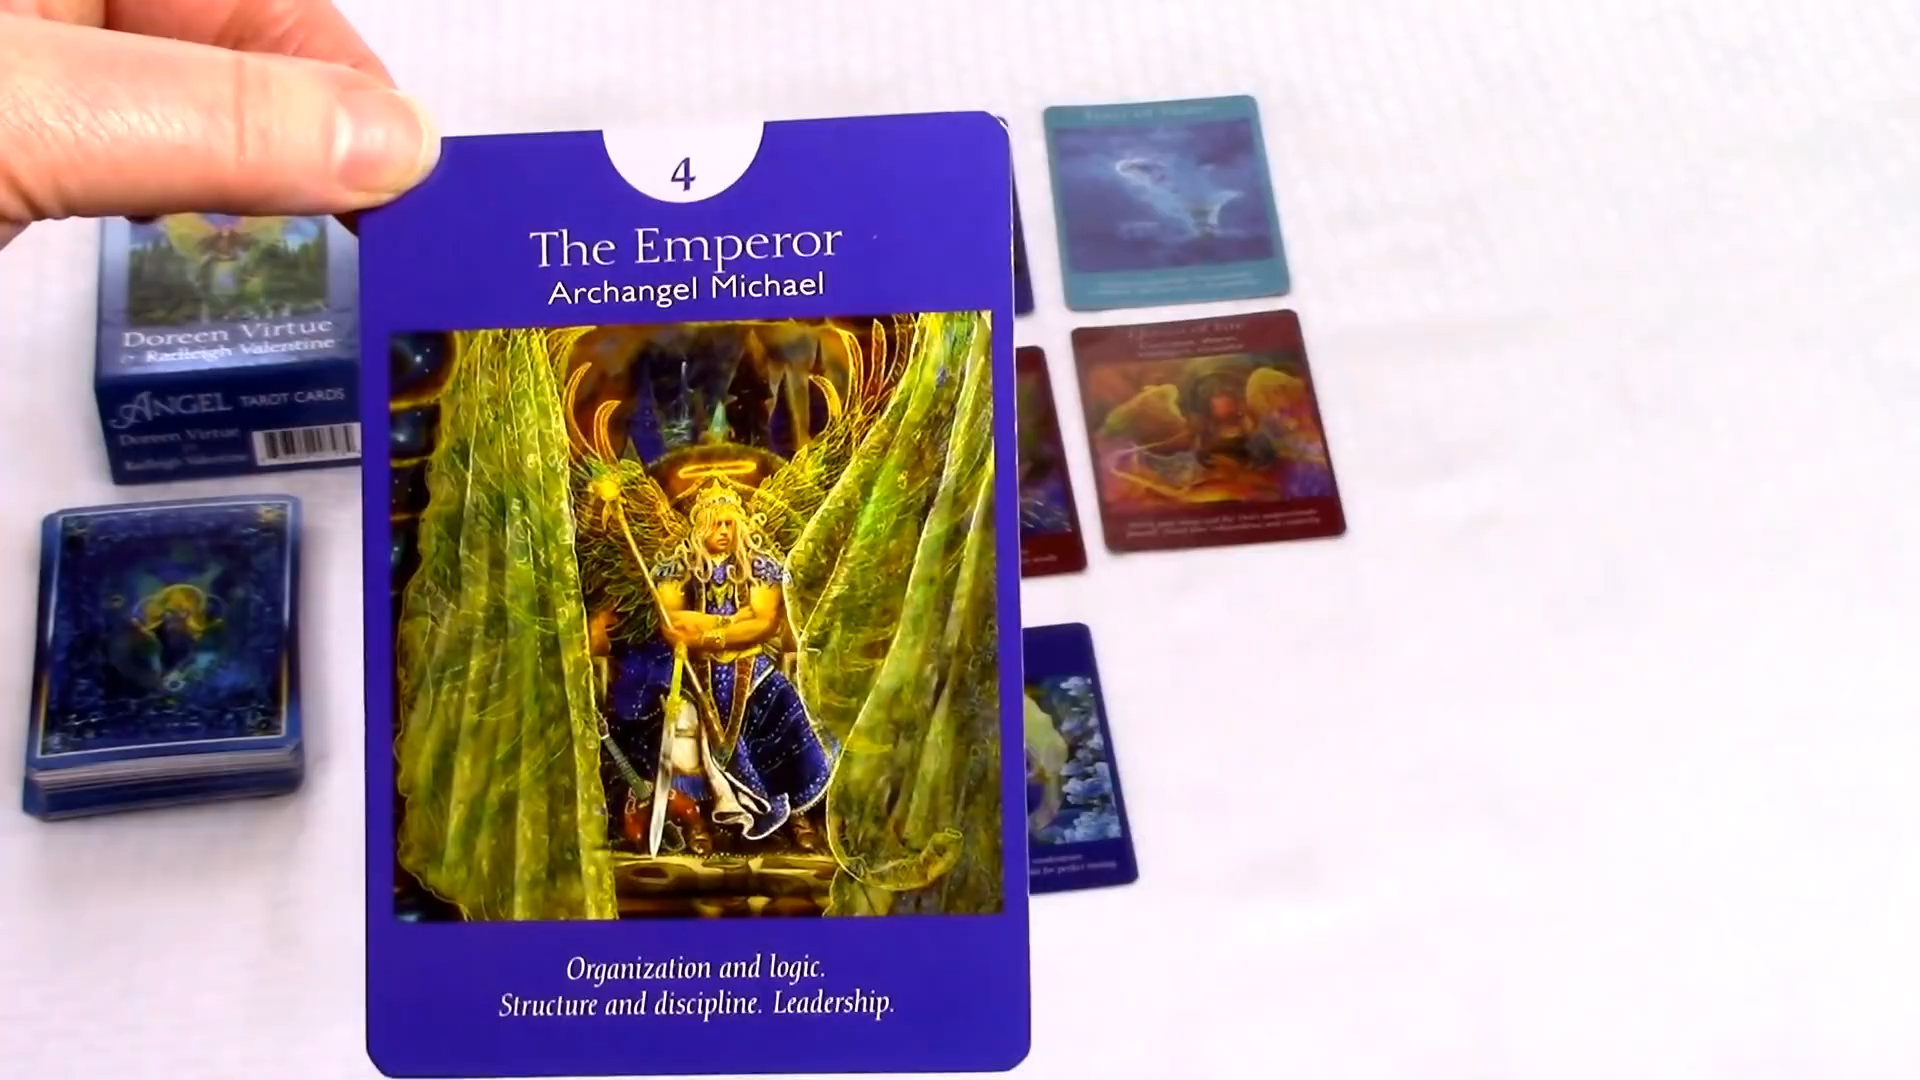 4
The Emperor
Archangel Michael
Organization and logic.
Structure and discipline. Leadership.
Doreen Virtue
& Radleigh Valentine
ANGEL TAROT CARDS
Doreen Virtue
Radleigh Valentine